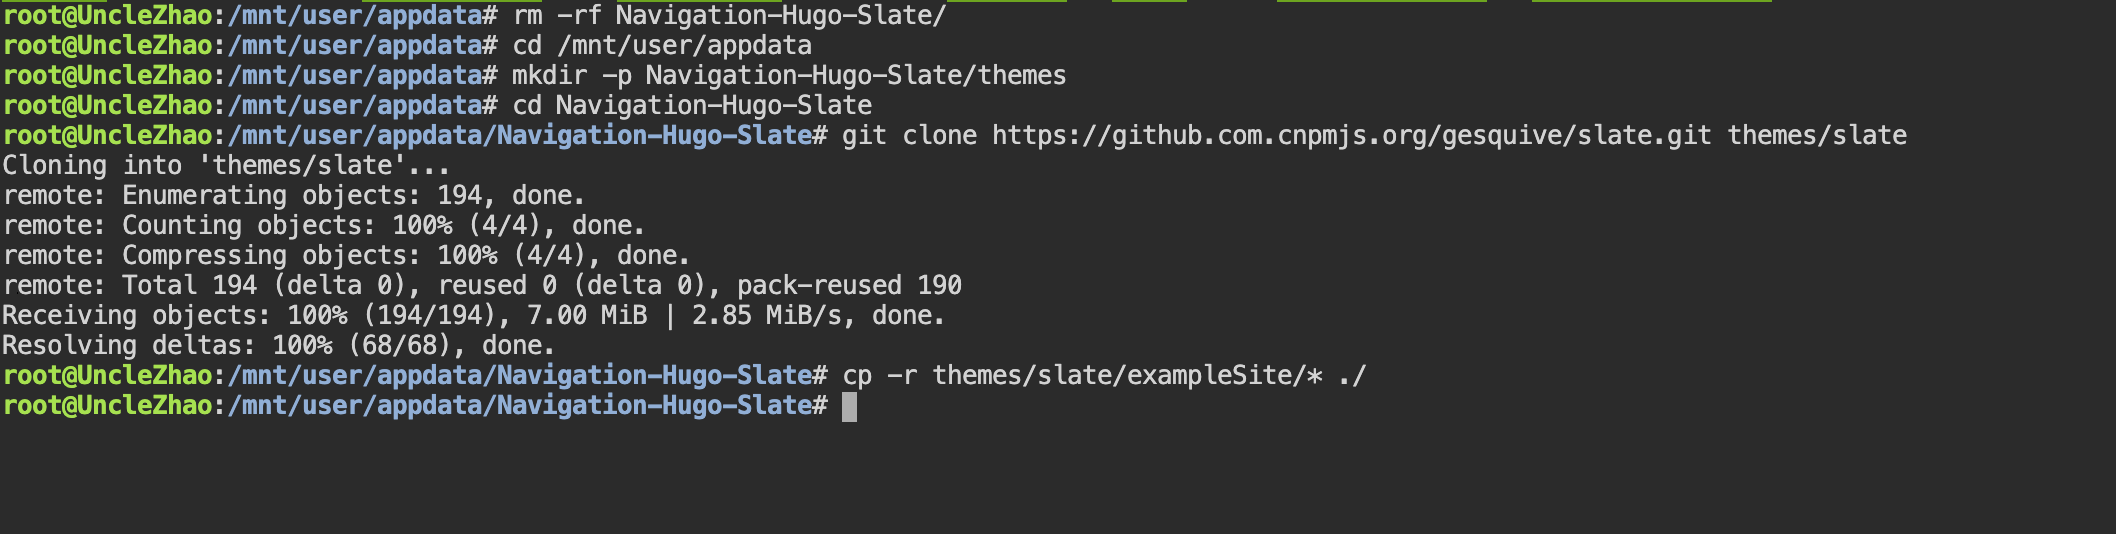 root@UncleZhao:/mnt/user/appdata# rm -rf Navigation-Hugo-Slate/
root@UncleZhao:/mnt/user/appdata# cd /mnt/user/appdata
root@UncleZhao:/mnt/user/appdata# mkdir -p Navigation-Hugo-Slate/themes
root@UncleZhao:/mnt/user/appdata# cd Navigation-Hugo-Slate
root@UncleZhao:/mnt/user/appdata/Navigation-Hugo-Slate# git clone https://github.com.cnpmjs.org/gesquive/slate.git themes/slate
Cloning into 'themes/slate'...
remote: Enumerating objects: 194, done.
remote: Counting objects: 100% (4/4), done.
remote: Compressing objects: 100% (4/4), done.
remote: Total 194 (delta 0), reused 0 (delta 0), pack-reused 190
Receiving objects: 100% (194/194), 7.00 MiB | 2.85 MiB/s, done.
Resolving deltas: 100% (68/68), done.
root@UncleZhao:/mnt/user/appdata/Navigation-Hugo-Slate# cp -r themes/slate/exampleSite/* ./
root@UncleZhao:/mnt/user/appdata/Navigation-Hugo-Slate#